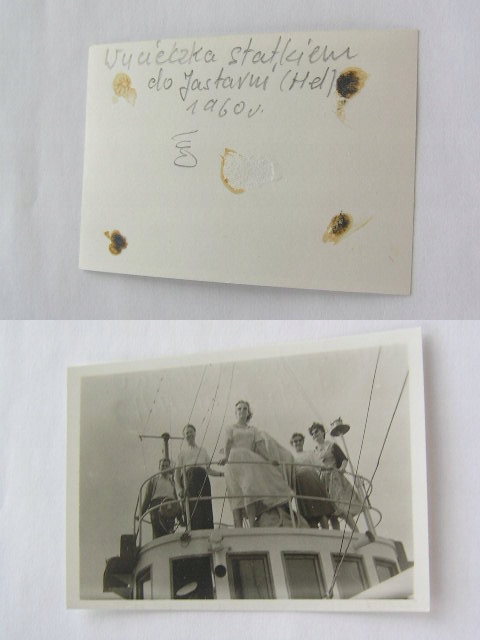 Wycieczka statkiem
do Jastarni (Hel)
1960 r.